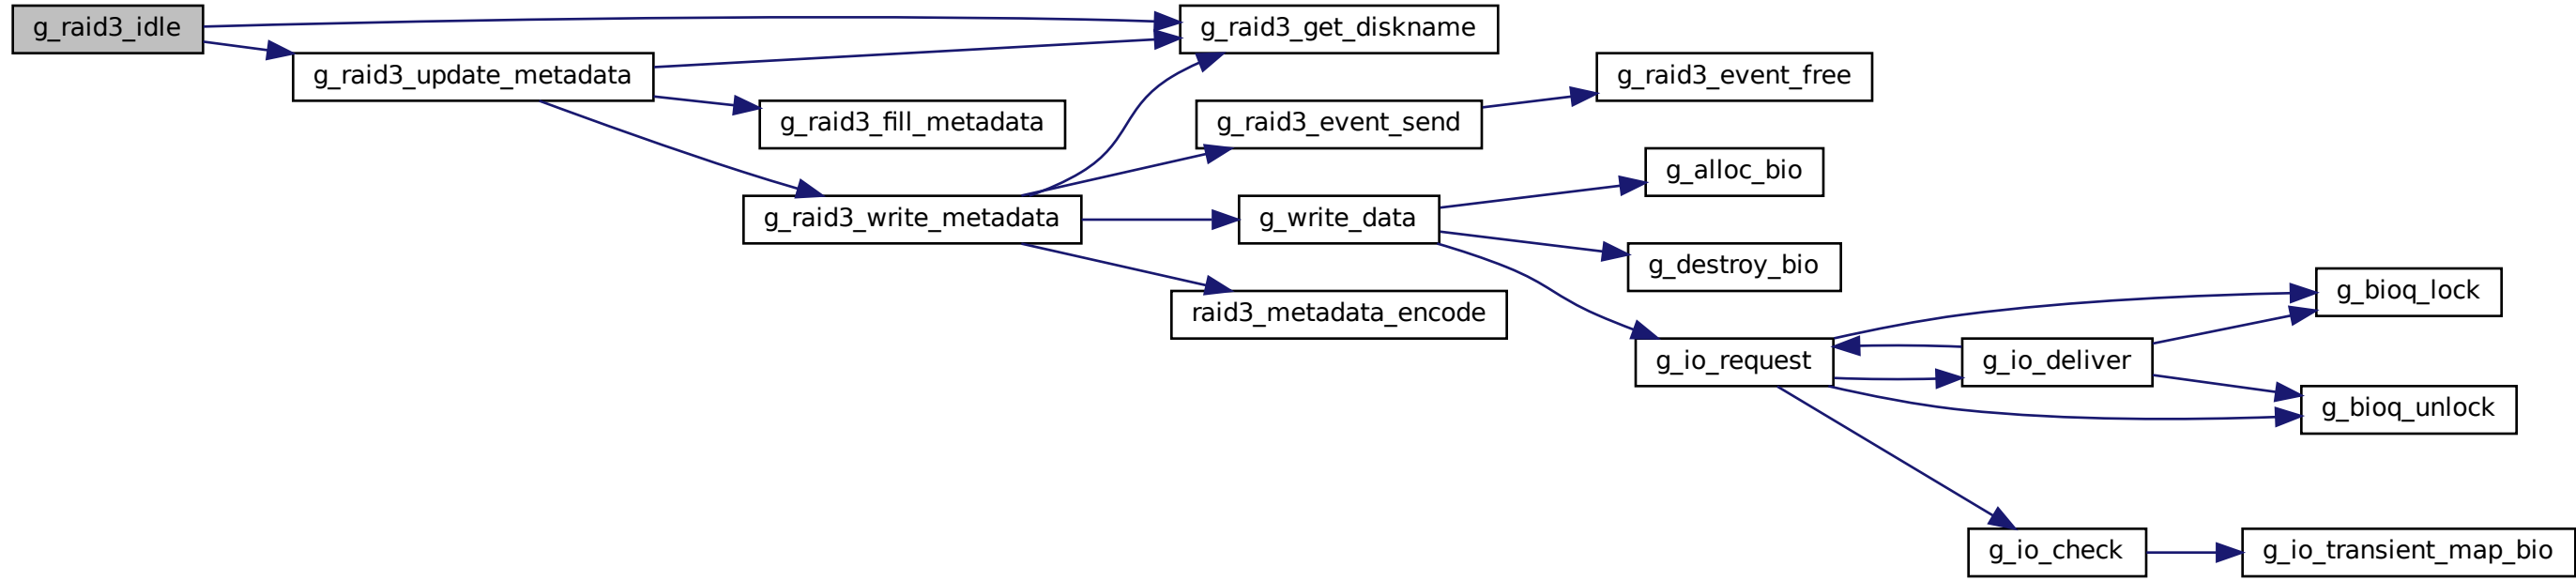 g_raid3_idle
g_raid3_get_diskname
g_raid3_update_metadata
g_raid3_event_free
g_raid3_fill_metadata
g_raid3_event_send
g_alloc_bio
g_raid3_write_metadata
g_write_data
g_destroy_bio
g_bioq_lock
raid3_metadata_encode
g_io_request
g_io_deliver
g_bioq_unlock
g_io_check
g_io_transient_map_bio